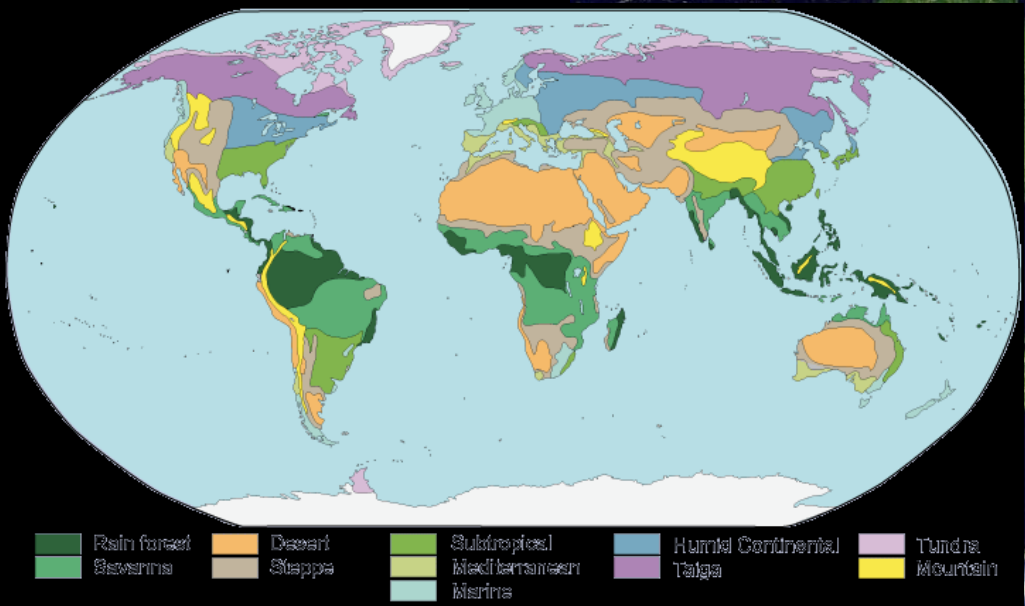 Rain forest
Savanna
Desert
Steppe
Subtropical
Mediterranean
Marine
Humid Continental
Taiga
Tundra
Mountain